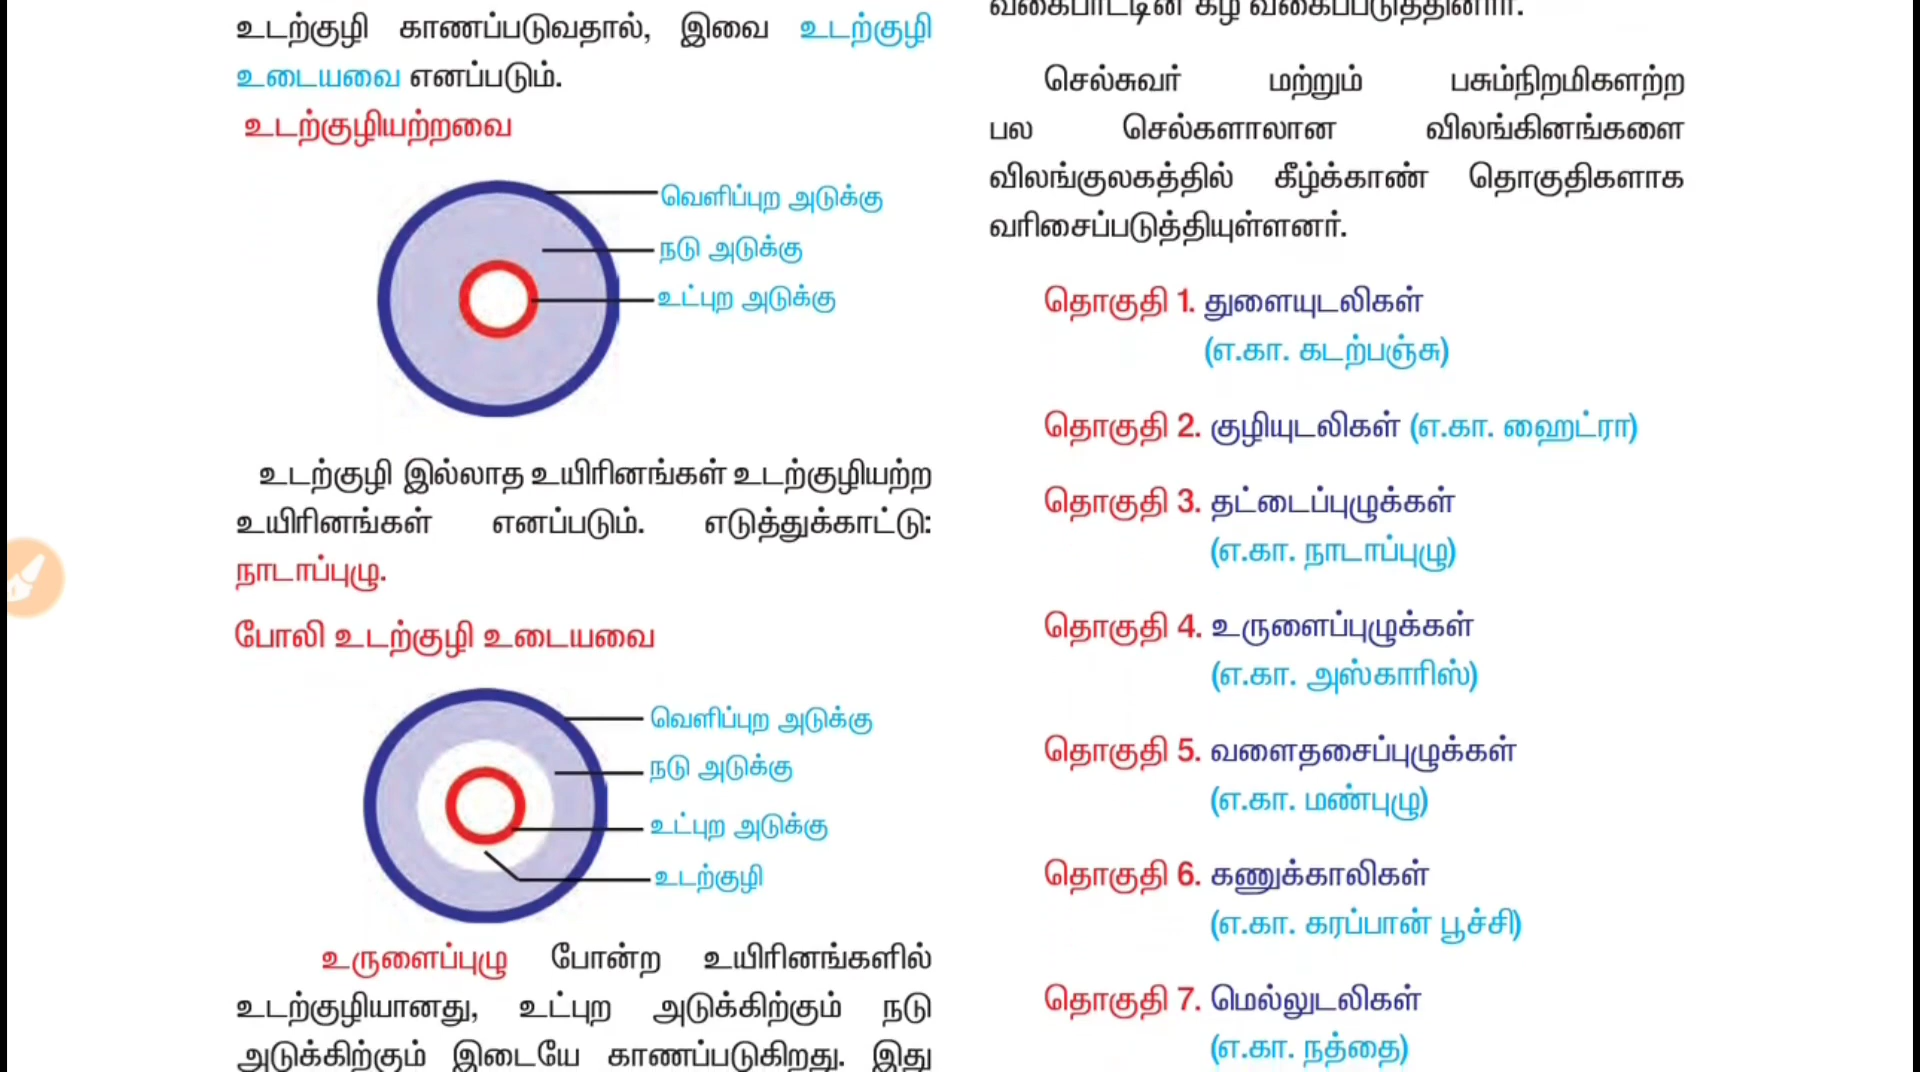 உடற்குழி காணப்படுவதால், இவை உடற்குழி
உடையவை எனப்படும்.
உடற்குழியற்றவை
வெளிப்புற அடுக்கு
நடு அடுக்கு
உட்புற அடுக்கு
உடற்குழி இல்லாத உயிரினங்கள் உடற்குழியற்ற
உயிரினங்கள் எனப்படும். எடுத்துக்காட்டு:
நாடாப்புழு.
போலி உடற்குழி உடையவை
வெளிப்புற அடுக்கு
நடு அடுக்கு
உட்புற அடுக்கு
உடற்குழி
உருளைப்புழு போன்ற உயிரினங்களில்
உடற்குழியானது, உட்புற அடுக்கிற்கும் நடு
அடுக்கிற்கும் இடையே காணப்படுகிறது. இது
வகைபாட்டின் கீழ் வகைப்படுத்தினார்.
செல்சுவர் மற்றும் பசும்நிறமிகளற்ற
பல செல்களாலான விலங்கினங்களை
விலங்குலகத்தில் கீழ்க்காண் தொகுதிகளாக
வரிசைப்படுத்தியுள்ளனர்.
தொகுதி 1. துளையுடலிகள்
(எ.கா. கடற்பஞ்சு)
தொகுதி 2. குழியுடலிகள் (எ.கா. ஹைட்ரா)
தொகுதி 3. தட்டைப்புழுக்கள்
(எ.கா. நாடாப்புழு)
தொகுதி 4. உருளைப்புழுக்கள்
(எ.கா. அஸ்காரிஸ்)
தொகுதி 5. வளைதசைப்புழுக்கள்
(எ.கா. மண்புழு)
தொகுதி 6. கணுக்காலிகள்
(எ.கா. கரப்பான் பூச்சி)
தொகுதி 7. மெல்லுடலிகள்
(எ.கா. நத்தை)